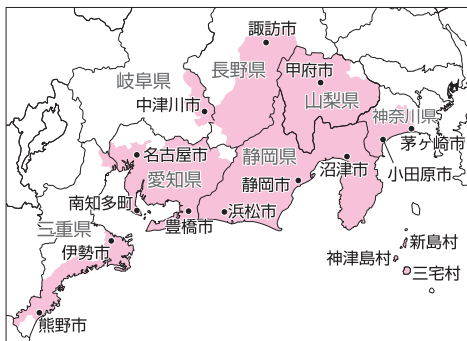 諏訪市
長野県
岐阜県
甲府市
山梨県
中津川市
神奈川県
茅ヶ崎市
名古屋市
静岡県
沼津市
小田原市
愛知県
静岡市
南知多町
浜松市
豊橋市
三重県
伊勢市
新島村
神津島村
三宅村
熊野市